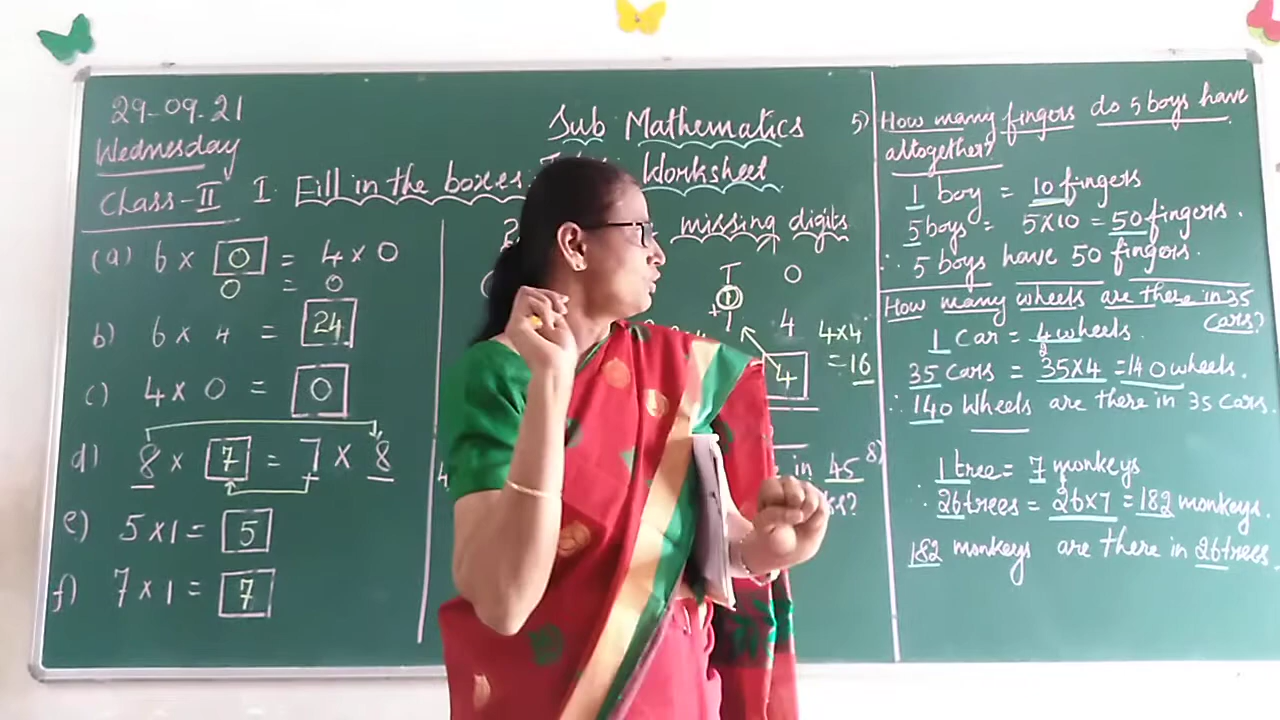 29-09-21
Wednesday
Class-II
Sub Mathematics
Worksheet
I. Fill in the boxes.
(a) 6 x 0 = 4 x 0
0 = 0
b) 6 x 4 = 24
c) 4 x 0 = 0
d) 8 x 7 = 7 x 8
e) 5 x 1 = 5
f) 7 x 1 = 7
missing digits
T O
1
+
1 4
4x4
= 16
4
in 45
5) How many fingers do 5 boys have
altogether?
1 boy = 10 fingers
5 boys = 5x10 = 50 fingers.
∴ 5 boys have 50 fingers.
How many wheels are there in 35
cars?
1 Car = 4 wheels.
2
35 cars = 35x4 = 140 wheels.
∴ 140 Wheels are there in 35 cars.
8)
1 tree = 7 monkeys
∴ 26 trees = 26x7 = 182 monkeys.
182 monkeys are there in 26 trees.